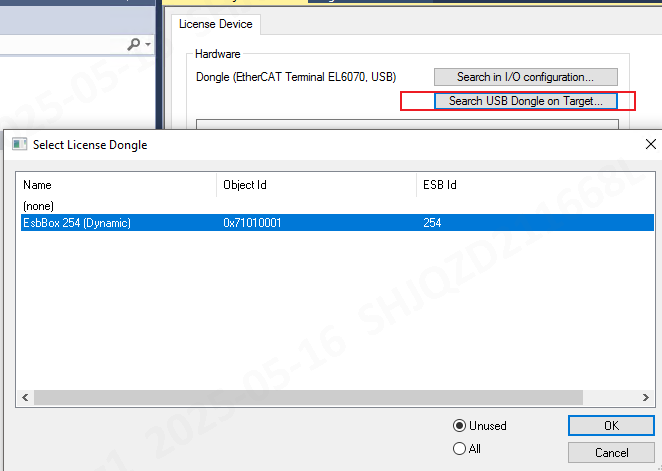 License Device
Hardware
Dongle (EtherCAT Terminal EL6070, USB)
Search in I/O configuration...
Search USB Dongle on Target...
Select License Dongle
Name Object Id ESB Id
(none)
EsbBox 254 (Dynamic) 0x71010001 254
Unused
OK
All
Cancel